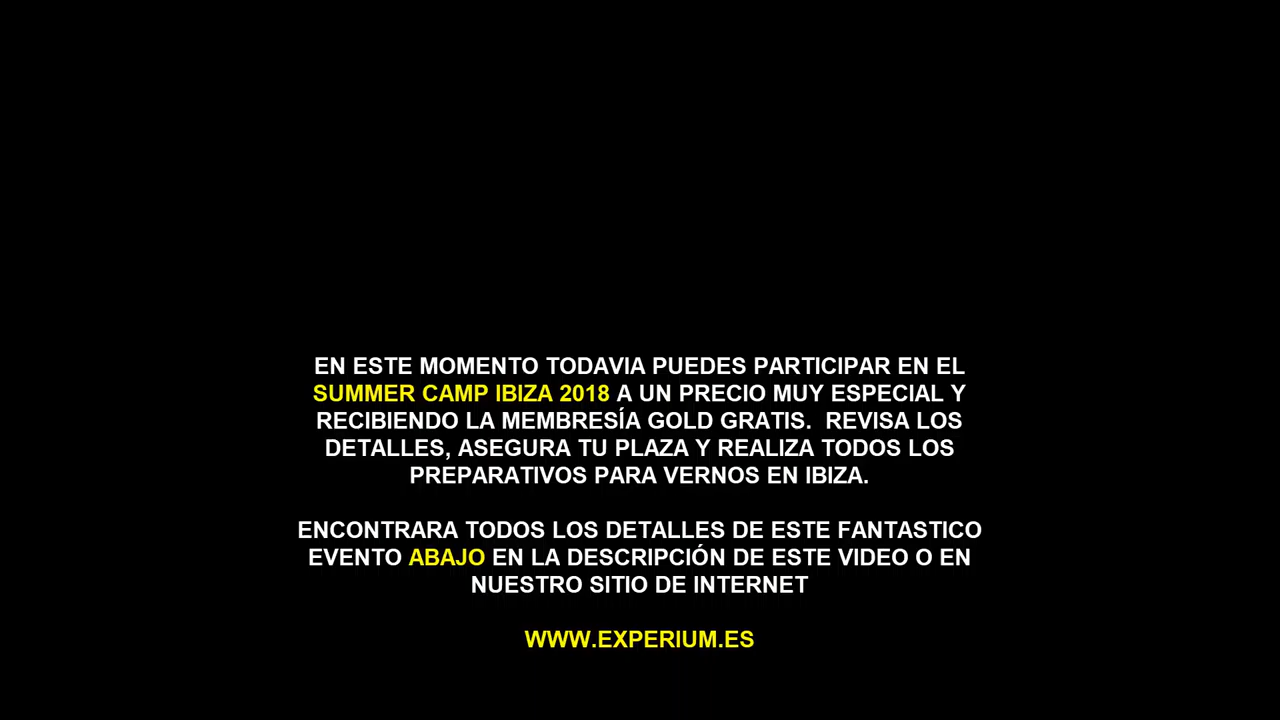 EN ESTE MOMENTO TODAVIA PUEDES PARTICIPAR EN EL
SUMMER CAMP IBIZA 2018 A UN PRECIO MUY ESPECIAL Y
RECIBIENDO LA MEMBRESÍA GOLD GRATIS.  REVISA LOS
DETALLES, ASEGURA TU PLAZA Y REALIZA TODOS LOS
PREPARATIVOS PARA VERNOS EN IBIZA.
ENCONTRARA TODOS LOS DETALLES DE ESTE FANTASTICO
EVENTO ABAJO EN LA DESCRIPCIÓN DE ESTE VIDEO O EN
NUESTRO SITIO DE INTERNET
WWW.EXPERIUM.ES